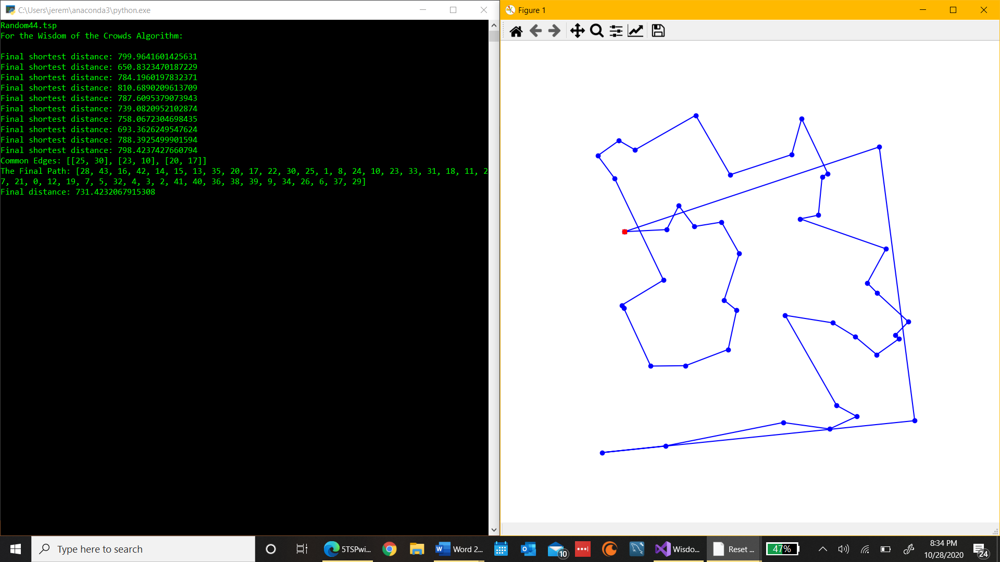 C:\Users\jerem\anaconda3\python.exe
Random44.tsp
For the Wisdom of the Crowds Algorithm:
Final shortest distance: 799.9641601425631
Final shortest distance: 650.8323470187229
Final shortest distance: 784.1960197832371
Final shortest distance: 810.6890209613709
Final shortest distance: 787.6095379073943
Final shortest distance: 739.0820952102874
Final shortest distance: 758.0672304698435
Final shortest distance: 693.3626249547624
Final shortest distance: 788.3925499901594
Final shortest distance: 798.4237427660794
Common Edges: [[25, 30], [23, 10], [20, 17]]
The Final Path: [28, 43, 16, 42, 14, 15, 13, 35, 20, 17, 22, 30, 25, 1, 8, 24, 10, 23, 33, 31, 18, 11, 2
7, 21, 0, 12, 19, 7, 5, 32, 4, 3, 2, 41, 40, 36, 38, 39, 9, 34, 26, 6, 37, 29]
Final distance: 731.4232067915308
Figure 1
Type here to search
5TSPwi...
Word 2...
10
Wisdo...
Reset ...
47%
8:34 PM
10/28/2020
24